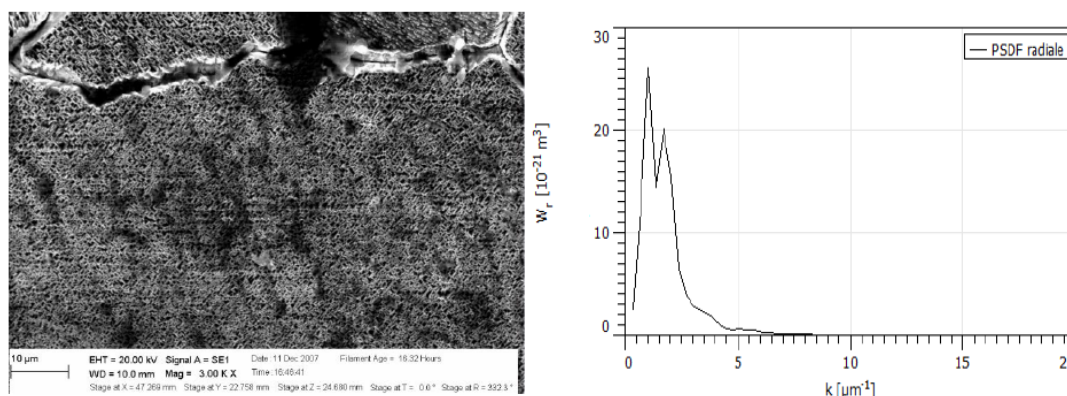 10 µm
EHT = 20.00 kV Signal A = SE1 Date :11 Dec 2007 Filament Age = 16.32 Hours
WD = 10.0 mm Mag = 3.00 K X Time :16:46:41
Stage at X = 47.269 mm Stage at Y = 22.758 mm Stage at Z = 24.680 mm Stage at T = 0.0° Stage at R = 332.3°
30
20
10
0
W_r [10⁻²¹ m³]
PSDF radiale
0 5 10 15 2
k [µm⁻¹]